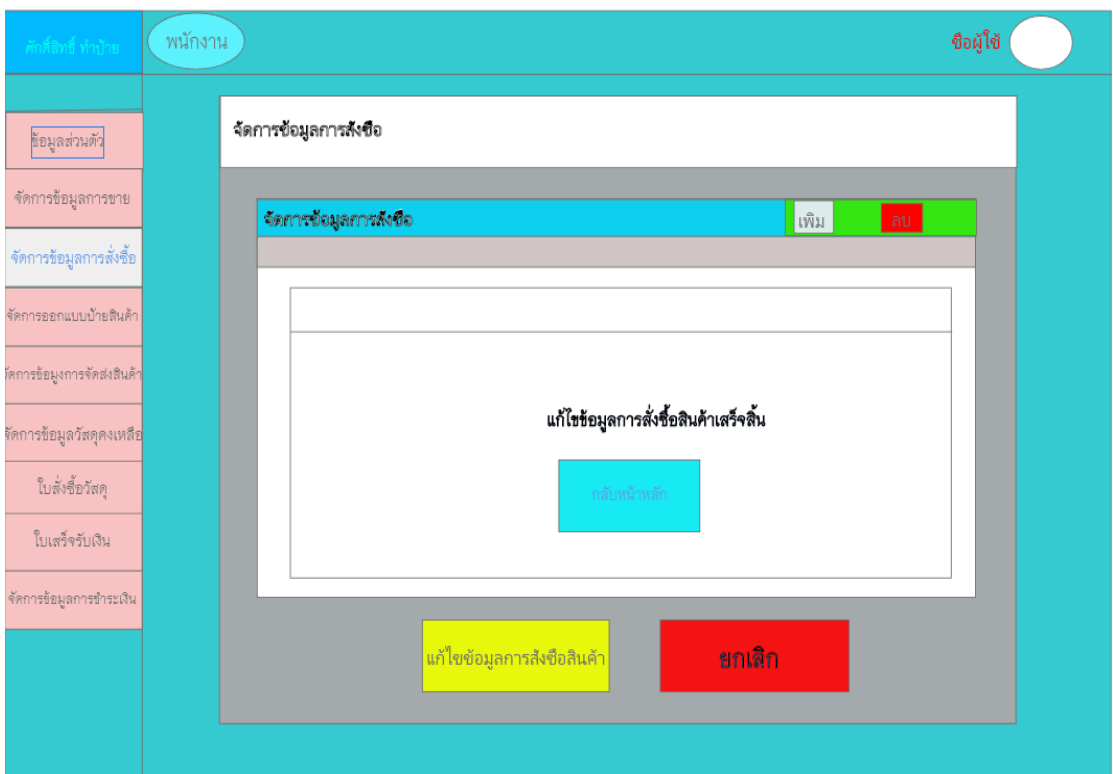 ศักดิ์สิทธิ์ ทำป้าย
พนักงาน
ชื่อผู้ใช้
ข้อมูลส่วนตัว
จัดการข้อมูลการขาย
จัดการข้อมูลการสั่งซื้อ
จัดการออกแบบป้ายสินค้า
จัดการข้อมูงการจัดส่งสินค้า
จัดการข้อมูลวัสดุคงเหลือ
ใบสั่งซื้อวัสดุ
ใบเสร็จรับเงิน
จัดการข้อมูลการชำระเงิน
จัดการข้อมูลการสั่งซื้อ
จัดการข้อมูลการสั่งซื้อ
เพิ่ม
ลบ
แก้ไขข้อมูลการสั่งซื้อสินค้าเสร็จสิ้น
กลับหน้าหลัก
แก้ไขข้อมูลการสั่งซื้อสินค้า
ยกเลิก